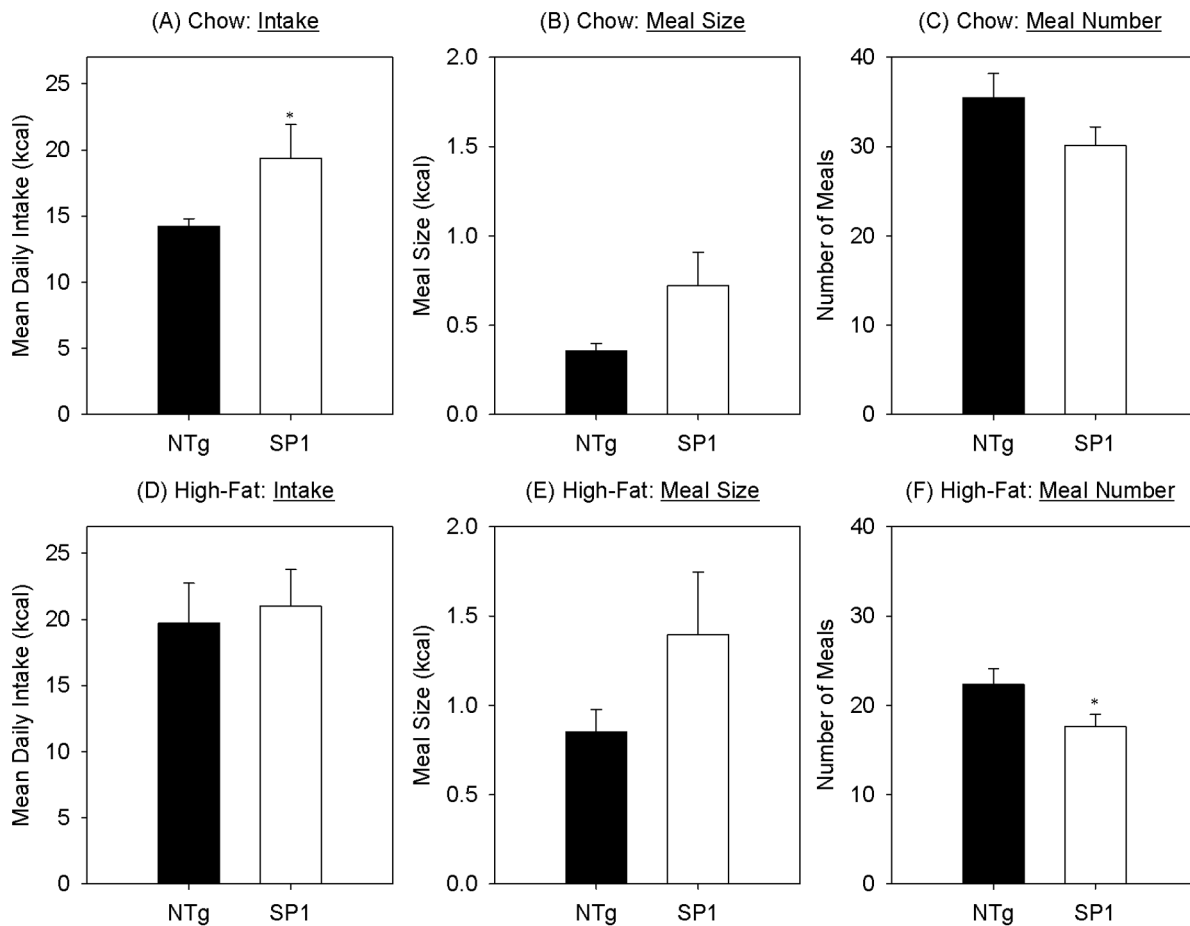 (A) Chow: Intake
(B) Chow: Meal Size
(C) Chow: Meal Number
Mean Daily Intake (kcal)
25
20
15
10
5
0
*
NTg SP1
Meal Size (kcal)
2.0
1.5
1.0
0.5
0.0
NTg SP1
Number of Meals
40
30
20
10
0
NTg SP1
(D) High-Fat: Intake
(E) High-Fat: Meal Size
(F) High-Fat: Meal Number
Mean Daily Intake (kcal)
25
20
15
10
5
0
NTg SP1
Meal Size (kcal)
2.0
1.5
1.0
0.5
0.0
NTg SP1
Number of Meals
40
30
20
10
0
*
NTg SP1